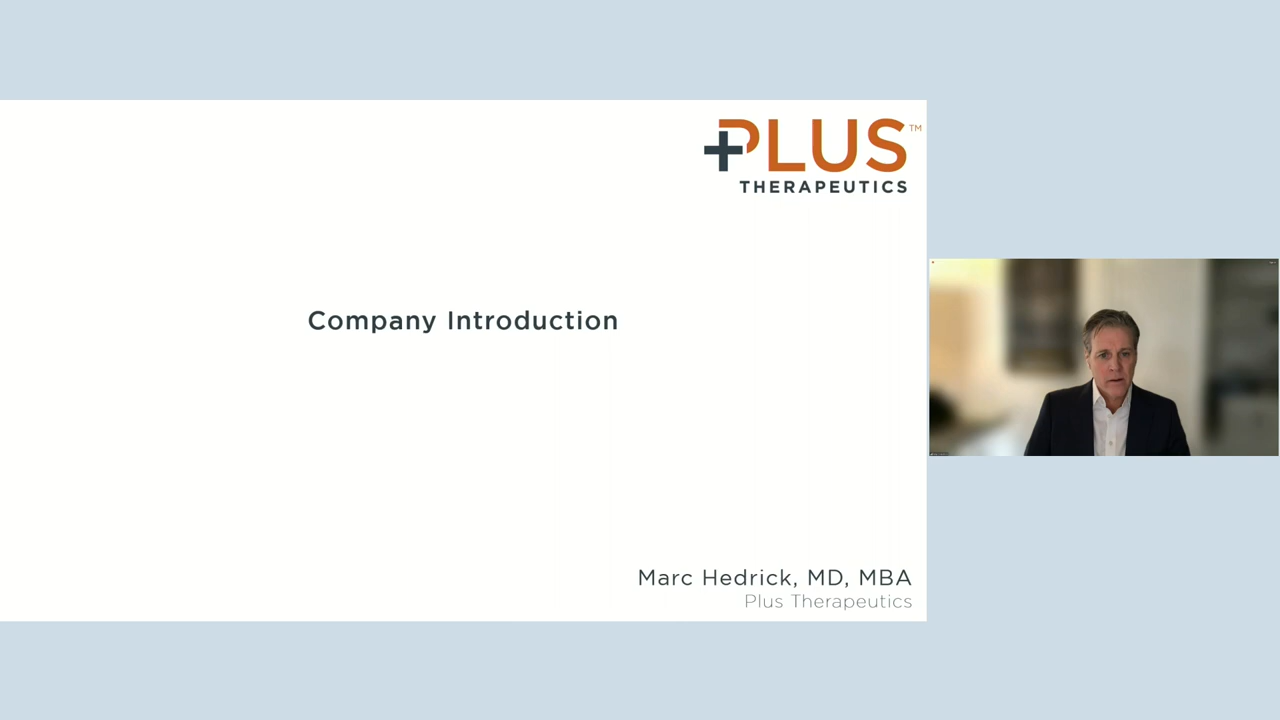 PLUS™
THERAPEUTICS
Company Introduction
Marc Hedrick, MD, MBA
Plus Therapeutics